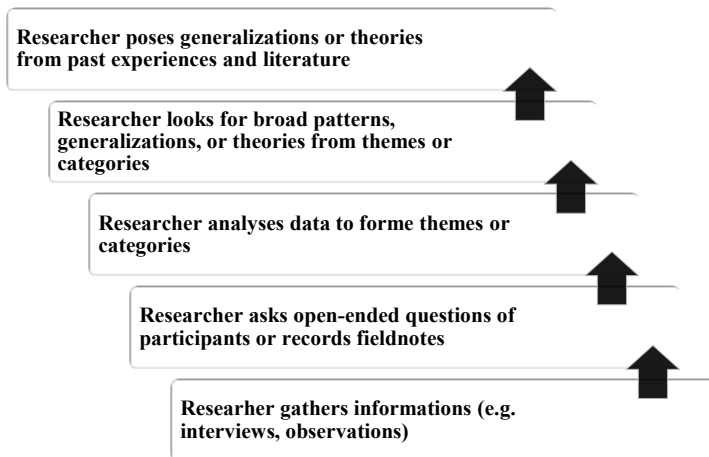 Researcher poses generalizations or theories
from past experiences and literature
Researcher looks for broad patterns,
generalizations, or theories from themes or
categories
Researcher analyses data to forme themes or
categories
Researcher asks open-ended questions of
participants or records fieldnotes
Researher gathers informations (e.g.
interviews, observations)